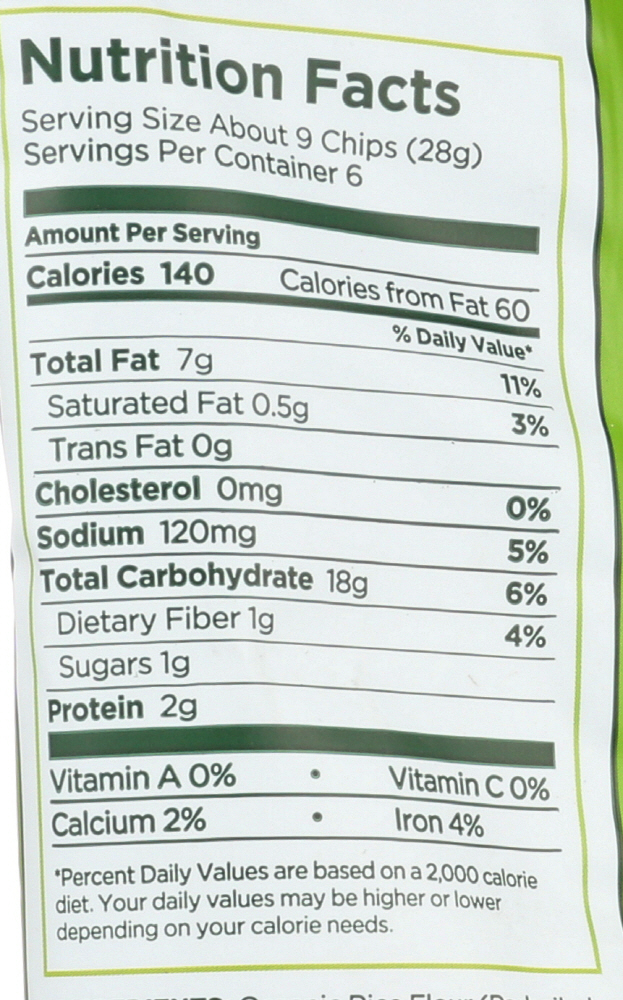 Nutrition Facts
Serving Size About 9 Chips (28g)
Servings Per Container 6
Amount Per Serving
Calories 140 Calories from Fat 60
% Daily Value*
Total Fat 7g 11%
Saturated Fat 0.5g 3%
Trans Fat 0g
Cholesterol 0mg 0%
Sodium 120mg 5%
Total Carbohydrate 18g 6%
Dietary Fiber 1g 4%
Sugars 1g
Protein 2g
Vitamin A 0% • Vitamin C 0%
Calcium 2% • Iron 4%
*Percent Daily Values are based on a 2,000 calorie
diet. Your daily values may be higher or lower
depending on your calorie needs.